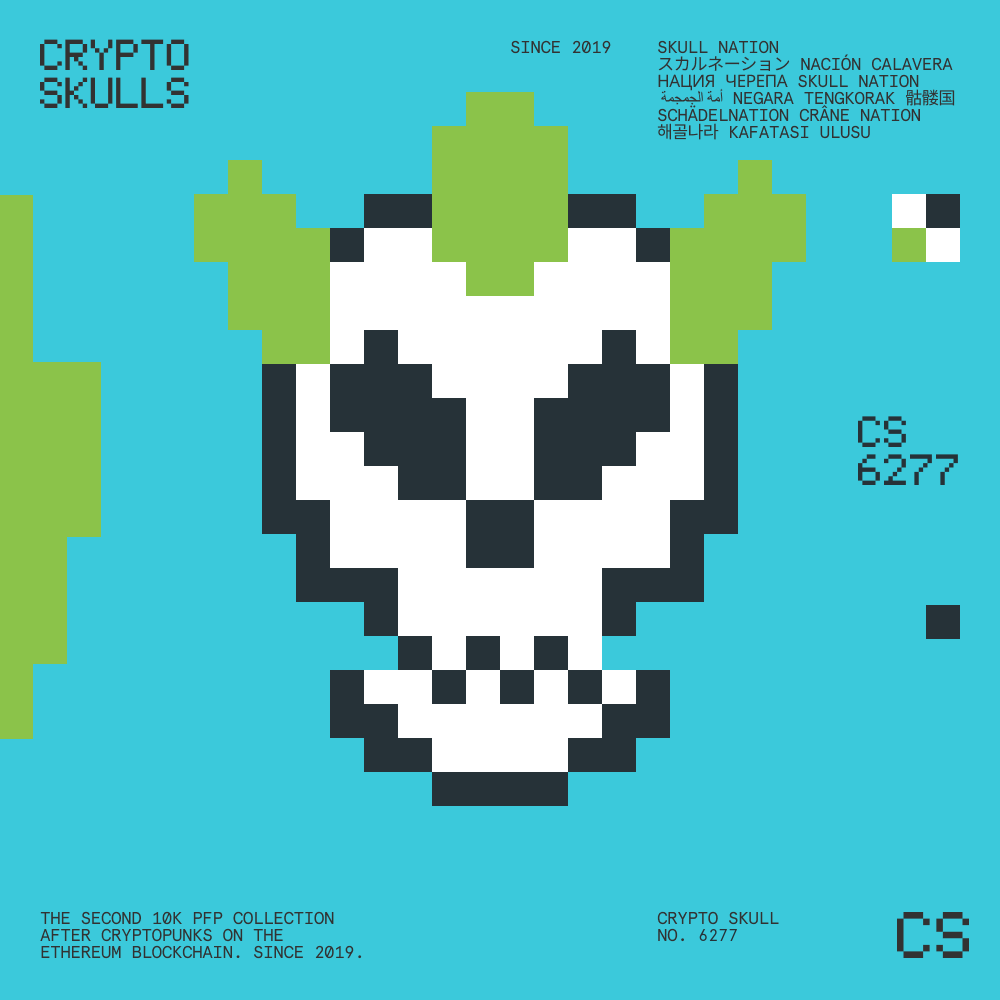 CRYPTO
SKULLS
SINCE 2019
SKULL NATION
スカルネーション NACIÓN CALAVERA
НАЦИЯ ЧЕРЕПА SKULL NATION
أمة الجمجمة NEGARA TENGKORAK 骷髅国
SCHÄDELNATION CRÂNE NATION
해골나라 KAFATASI ULUSU
CS
6277
THE SECOND 10K PFP COLLECTION
AFTER CRYPTOPUNKS ON THE
ETHEREUM BLOCKCHAIN. SINCE 2019.
CRYPTO SKULL
NO. 6277
CS